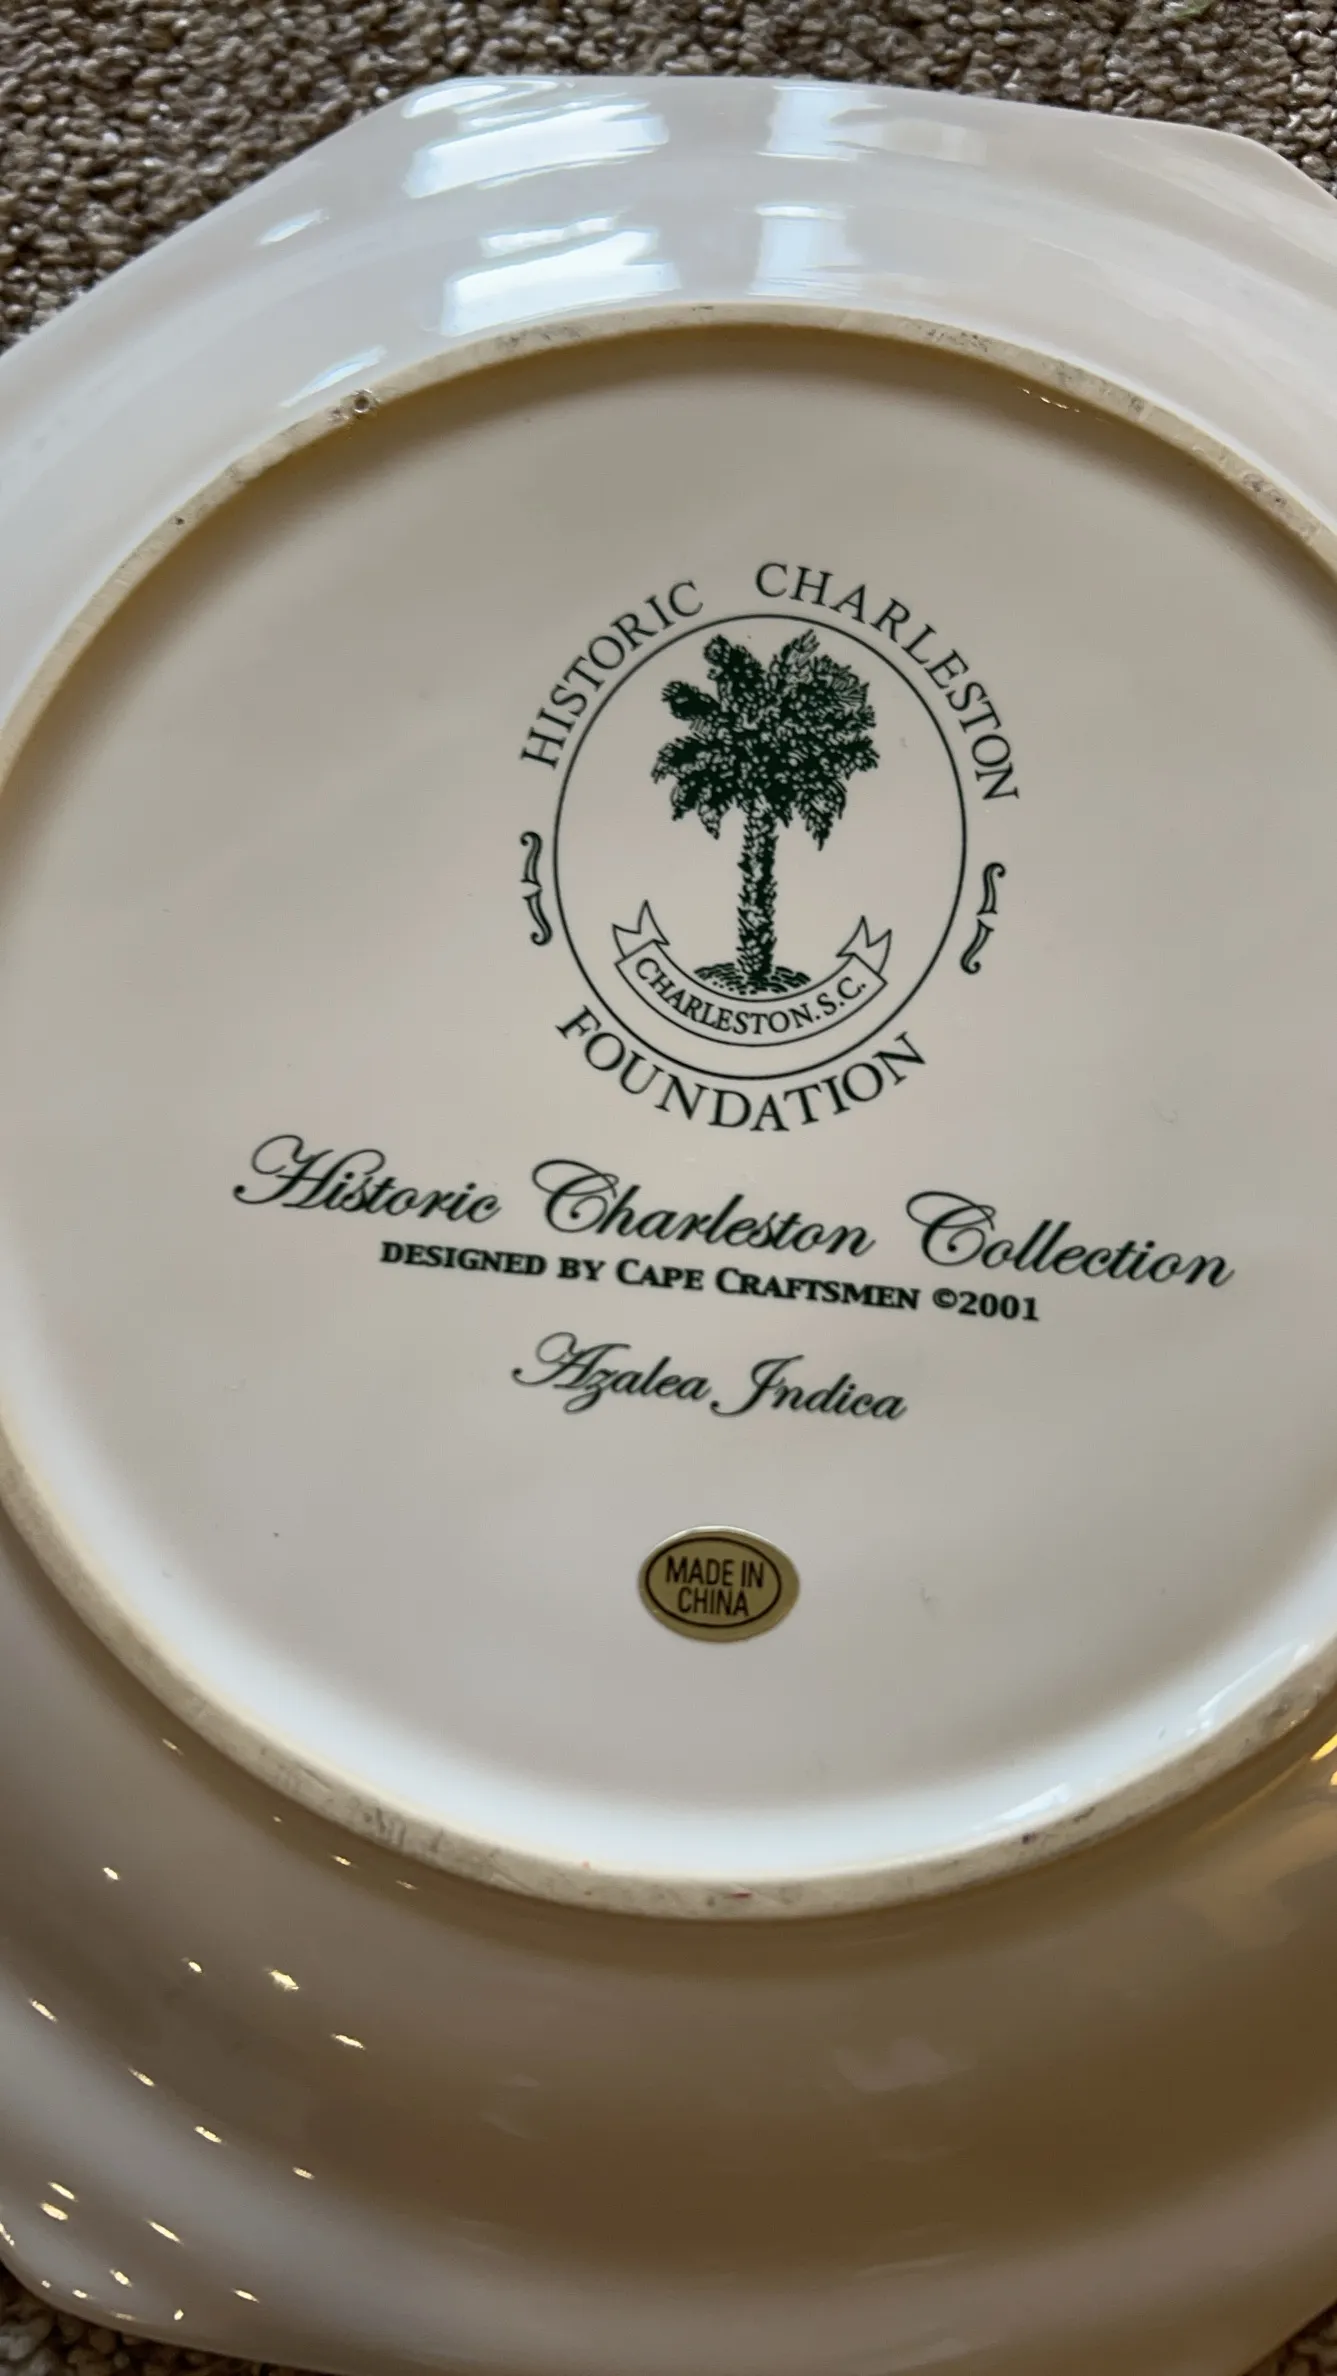 HISTORIC CHARLESTON
CHARLESTON.S.C.
FOUNDATION
Historic Charleston Collection
DESIGNED BY CAPE CRAFTSMEN ©2001
Azalea Indica
MADE IN
CHINA